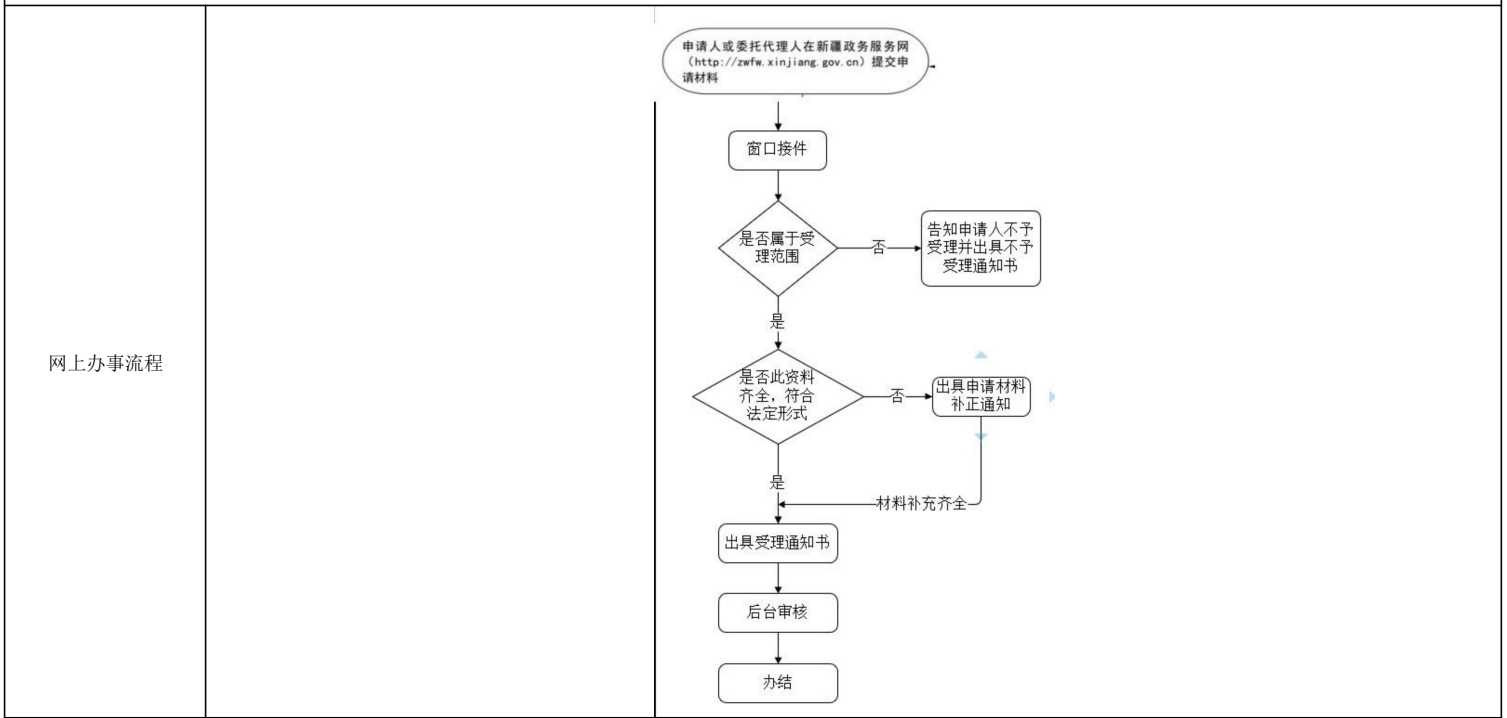 申请人或委托代理人在新疆政务服务网
（http://zwfw.xinjiang.gov.cn）提交申
请材料
窗口接件
是否属于受
理范围
否
告知申请人不予
受理并出具不予
受理通知书
是
网上办事流程
是否此资料
齐全，符合
法定形式
否
出具申请材料
补正通知
是
材料补充齐全
出具受理通知书
后台审核
办结